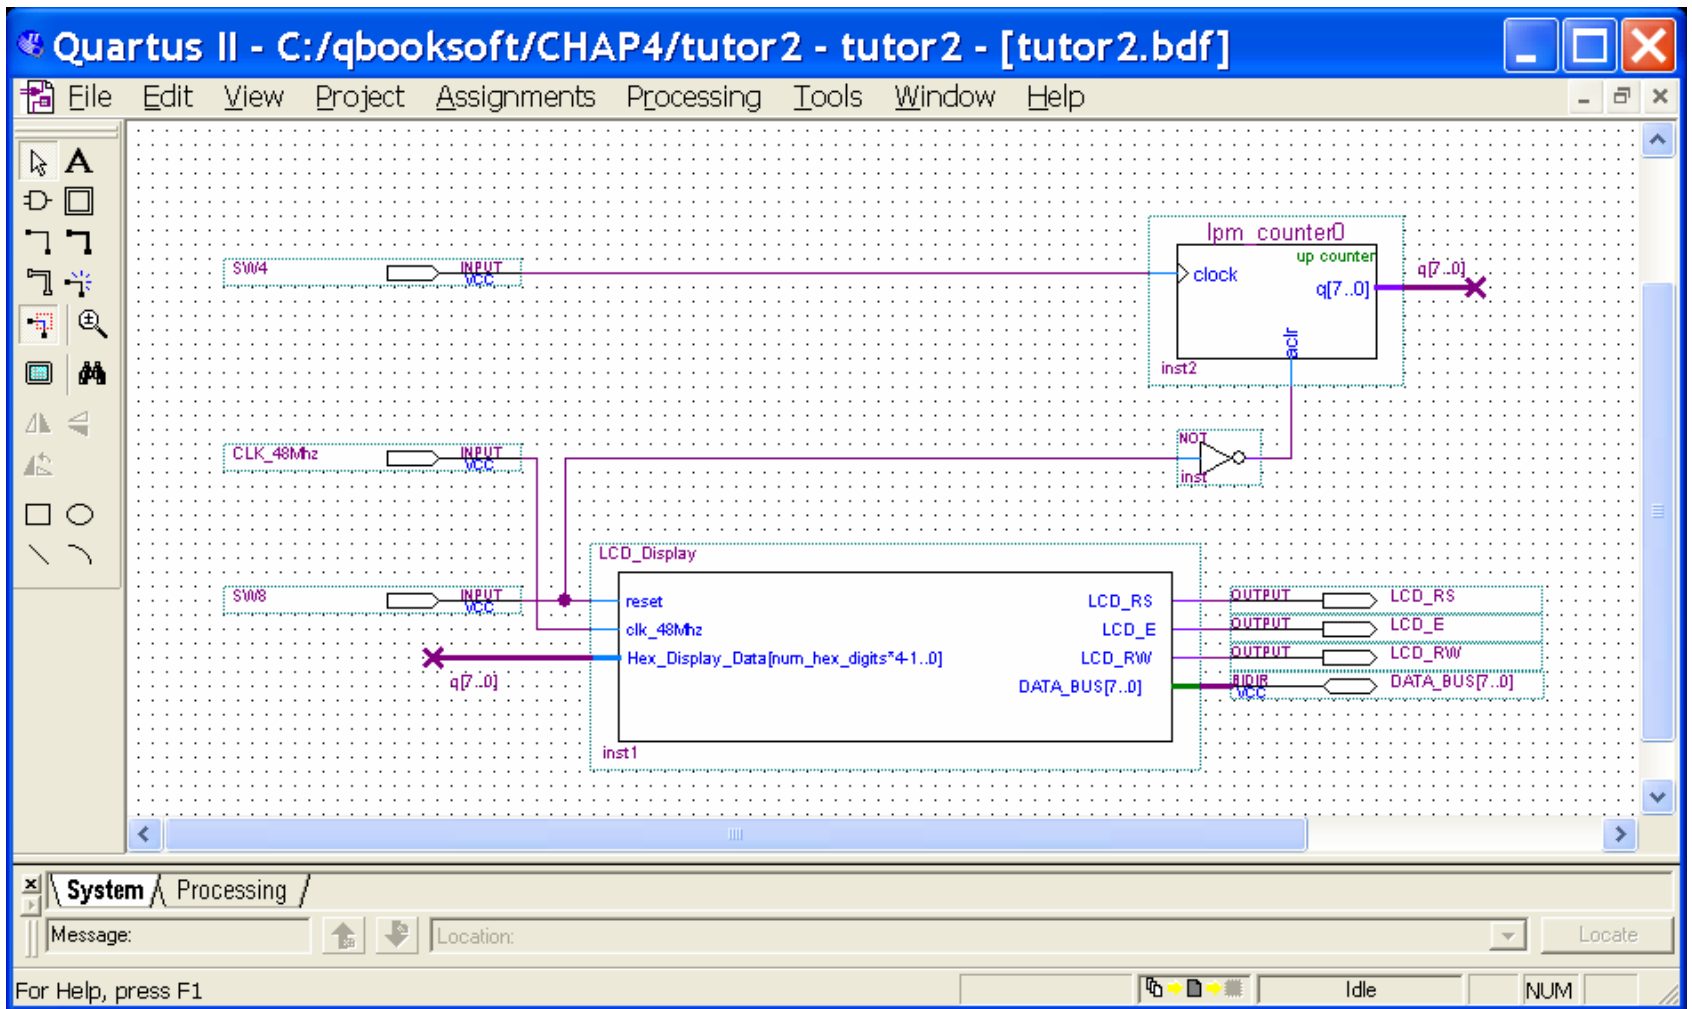 Quartus II - C:/qbooksoft/CHAP4/tutor2 - tutor2 - [tutor2.bdf]
File Edit View Project Assignments Processing Tools Window Help
lpm_counter0
up counter
SW4 INPUT VCC
clock
q[7..0]
q[7..0]
aclr
inst2
NOT
CLK_48Mhz INPUT VCC
inst
LCD_Display
SW8 INPUT VCC
reset LCD_RS OUTPUT LCD_RS
clk_48Mhz LCD_E OUTPUT LCD_E
Hex_Display_Data[num_hex_digits*4-1..0] LCD_RW OUTPUT LCD_RW
q[7..0] DATA_BUS[7..0] BIDIR VCC DATA_BUS[7..0]
inst1
System Processing
Message: Location: Locate
For Help, press F1 Idle NUM